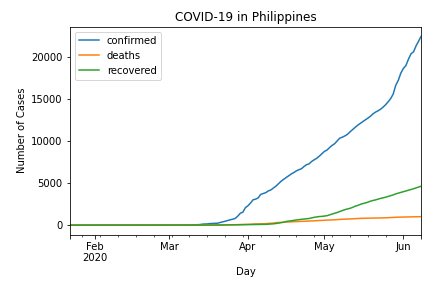 COVID-19 in Philippines
confirmed
deaths
recovered
Number of Cases
20000
15000
10000
5000
0
Feb
2020
Mar
Apr
May
Jun
Day